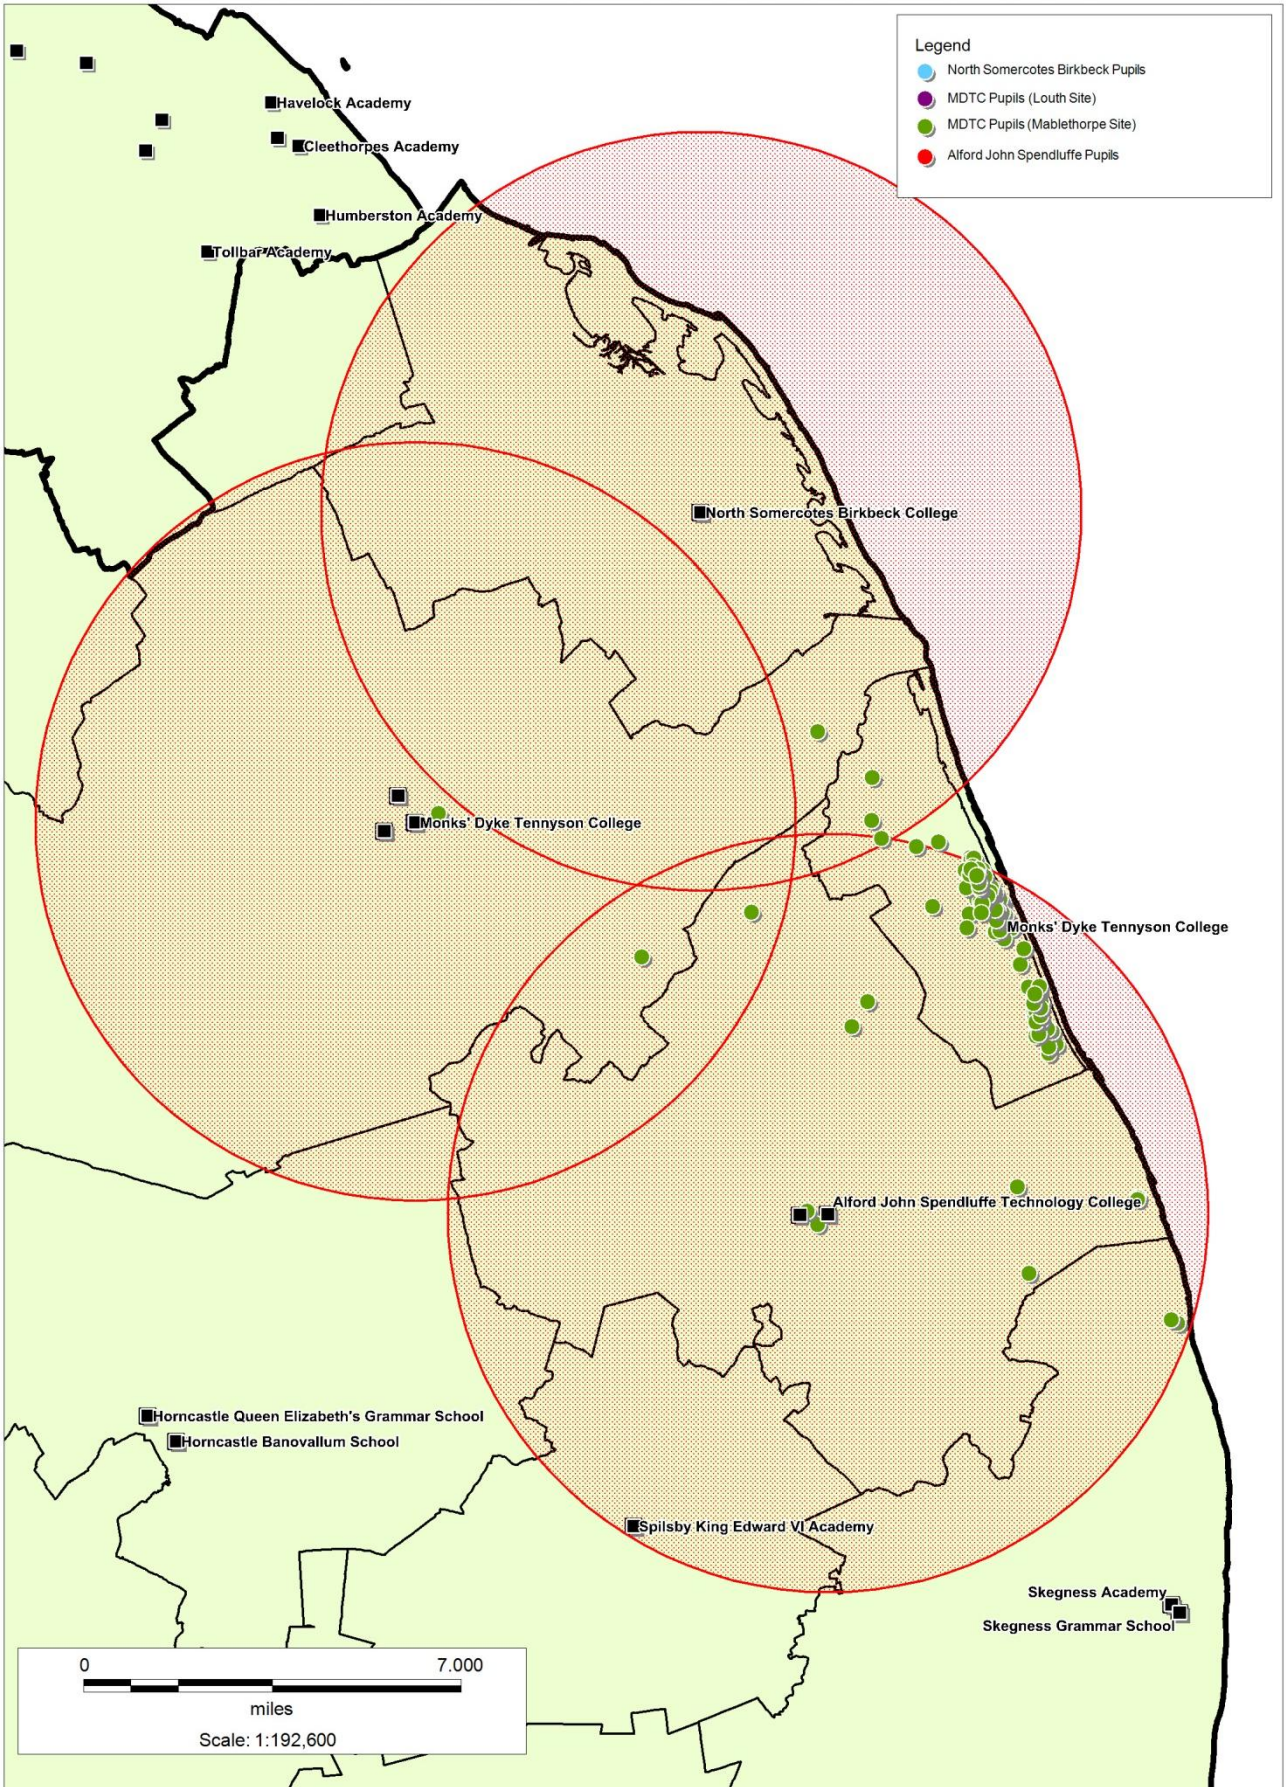 Legend
North Somercotes Birkbeck Pupils
MDTC Pupils (Louth Site)
MDTC Pupils (Mablethorpe Site)
Alford John Spendluffe Pupils
Havelock Academy
Cleethorpes Academy
Humberston Academy
Tollbar Academy
North Somercotes Birkbeck College
Monks' Dyke Tennyson College
Monks' Dyke Tennyson College
Alford John Spendluffe Technology College
Horncastle Queen Elizabeth's Grammar School
Horncastle Banovallum School
Spilsby King Edward VI Academy
Skegness Academy
Skegness Grammar School
0 7.000
miles
Scale: 1:192,600